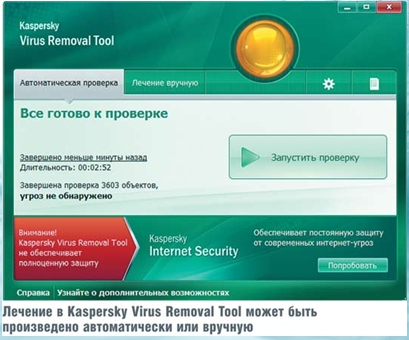 Kaspersky
Virus Removal Tool
Автоматическая проверка
Лечение вручную
Все готово к проверке
Завершено меньше минуты назад
Длительность: 00:02:52
Завершена проверка 3603 объектов,
угроз не обнаружено
Запустить проверку
Внимание!
Kaspersky Virus Removal Tool
не обеспечивает
полноценную защиту
Kaspersky
Internet Security
Обеспечивает постоянную защиту
от современных интернет-угроз
Попробовать
Справка
Узнайте о дополнительных возможностях
Лечение в Kaspersky Virus Removal Tool может быть
произведено автоматически или вручную